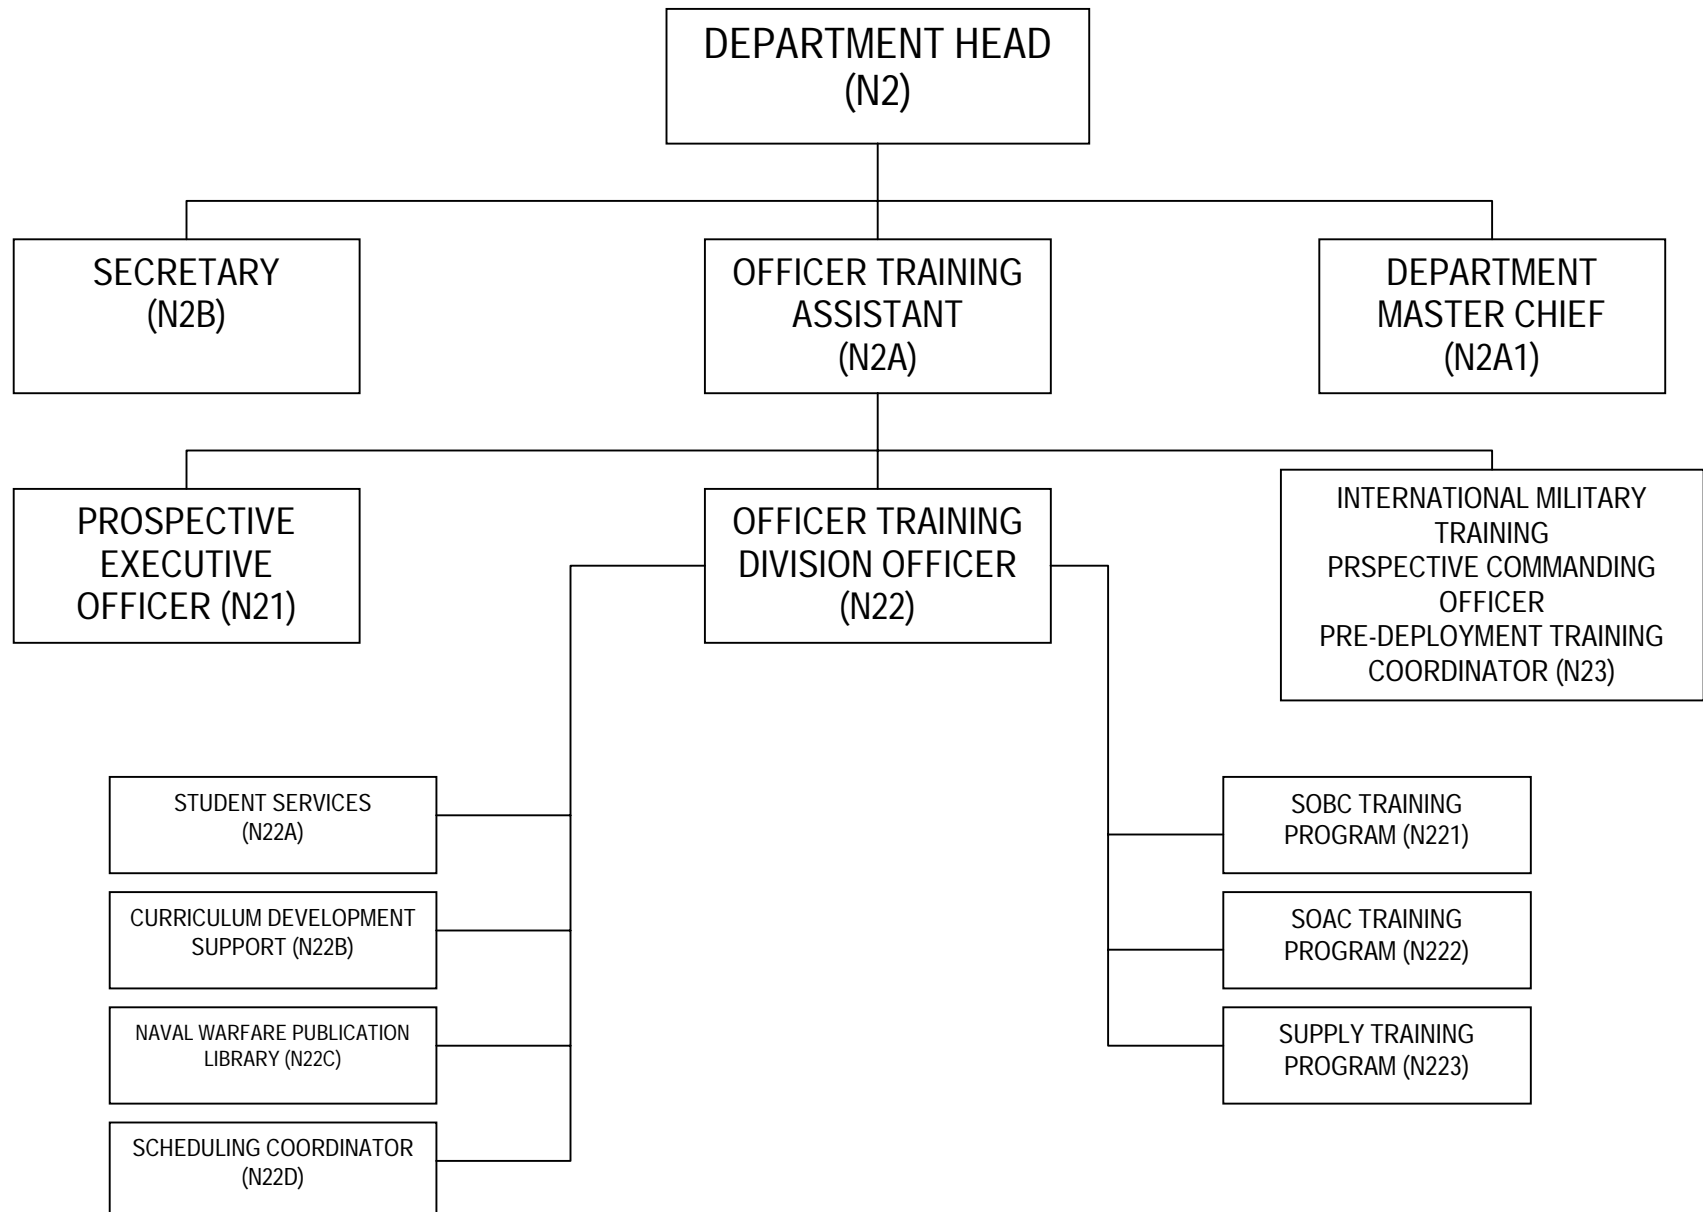 DEPARTMENT HEAD
(N2)
SECRETARY
(N2B)
OFFICER TRAINING
ASSISTANT
(N2A)
DEPARTMENT
MASTER CHIEF
(N2A1)
PROSPECTIVE
EXECUTIVE
OFFICER (N21)
OFFICER TRAINING
DIVISION OFFICER
(N22)
INTERNATIONAL MILITARY
TRAINING
PRSPECTIVE COMMANDING
OFFICER
PRE-DEPLOYMENT TRAINING
COORDINATOR (N23)
STUDENT SERVICES
(N22A)
CURRICULUM DEVELOPMENT
SUPPORT (N22B)
NAVAL WARFARE PUBLICATION
LIBRARY (N22C)
SCHEDULING COORDINATOR
(N22D)
SOBC TRAINING
PROGRAM (N221)
SOAC TRAINING
PROGRAM (N222)
SUPPLY TRAINING
PROGRAM (N223)